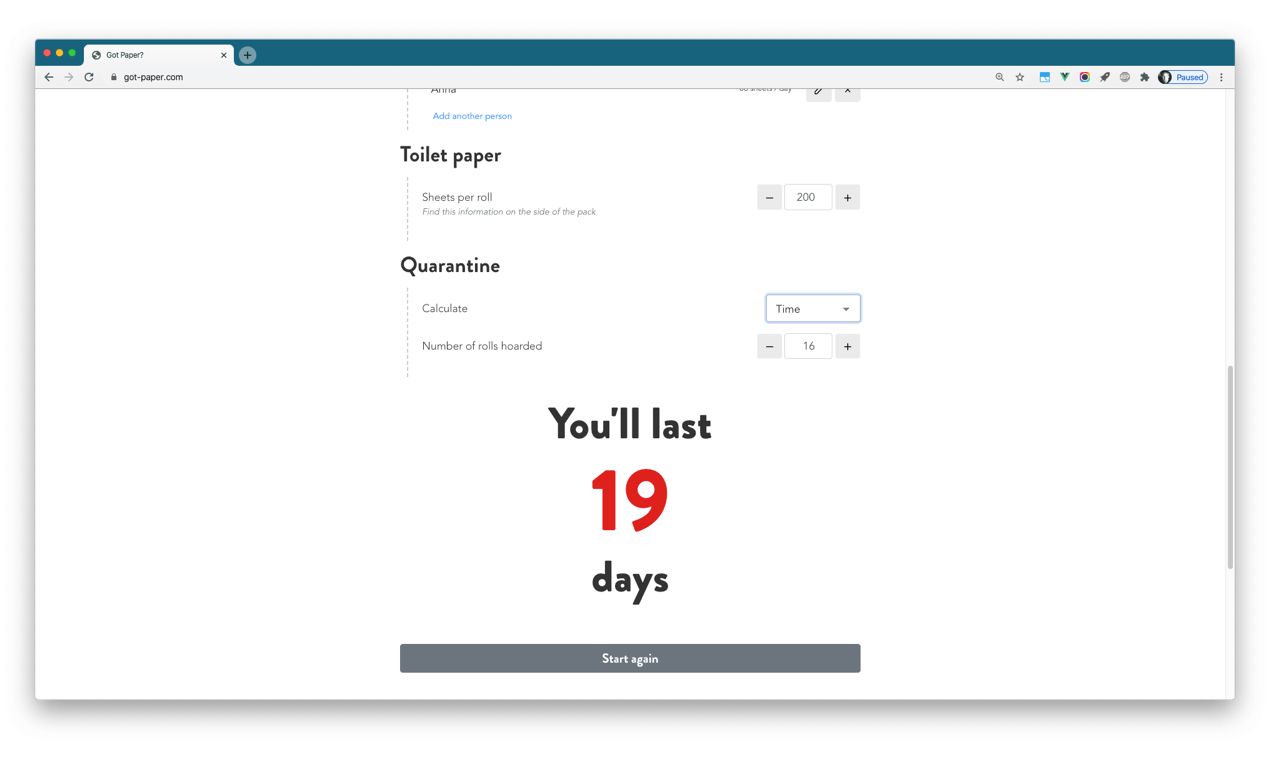 Got Paper?
got-paper.com
Paused
Anna
sheets / day
Add another person
Toilet paper
Sheets per roll
200
Find this information on the side of the pack
Quarantine
Calculate
Time
Number of rolls hoarded
16
You'll last
19
days
Start again